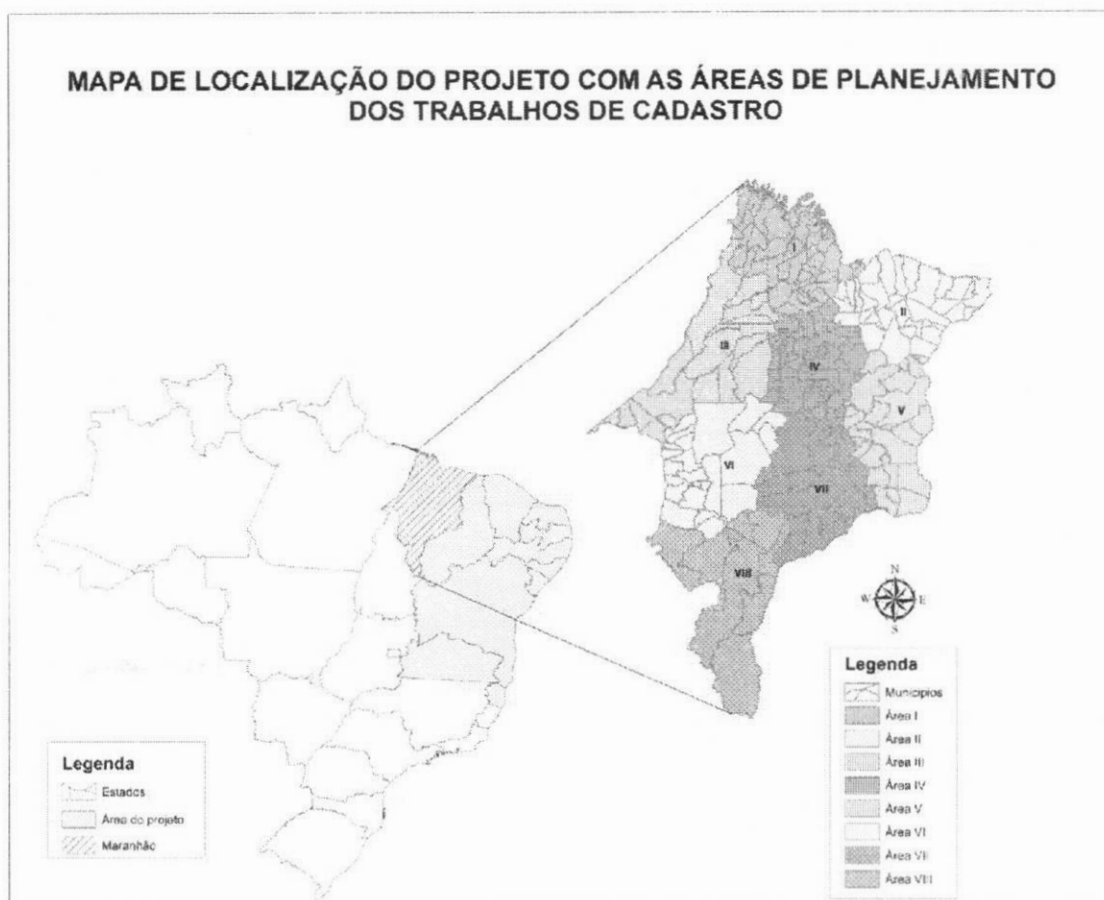 MAPA DE LOCALIZAÇÃO DO PROJETO COM AS ÁREAS DE PLANEJAMENTO
DOS TRABALHOS DE CADASTRO
I
II
III
IV
V
VI
VII
VIII
N
W E
S
Legenda
Estados
Área do projeto
Maranhão
Legenda
Municípios
Área I
Área II
Área III
Área IV
Área V
Área VI
Área VII
Área VIII